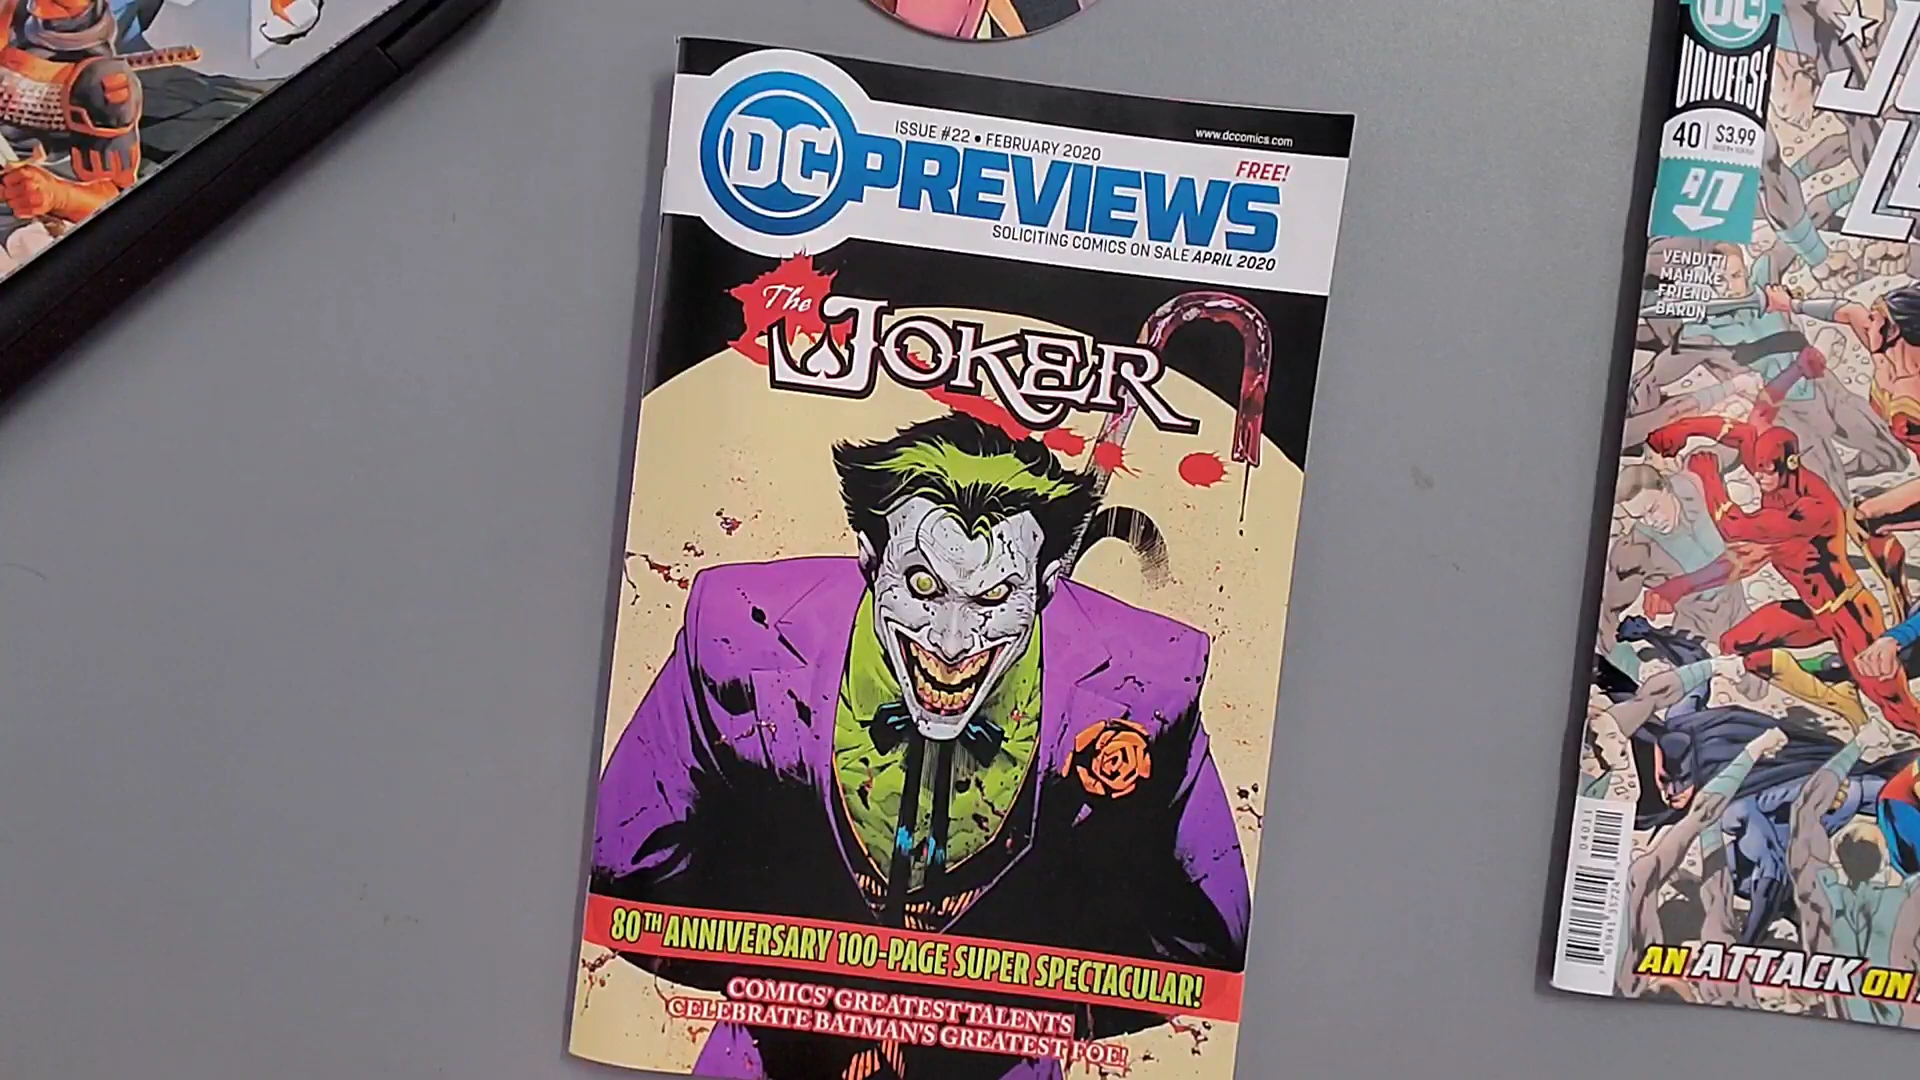 ISSUE #22 • FEBRUARY 2020
www.dccomics.com
DC PREVIEWS
FREE!
SOLICITING COMICS ON SALE APRIL 2020
The
JOKER
80TH ANNIVERSARY 100-PAGE SUPER SPECTACULAR!
COMICS' GREATEST TALENTS
CELEBRATE BATMAN'S GREATEST FOE!
DC
UNIVERSE
40 $3.99
VENDITTI
MAHNKE
FRIEND
BARON
04011
AN ATTACK ON